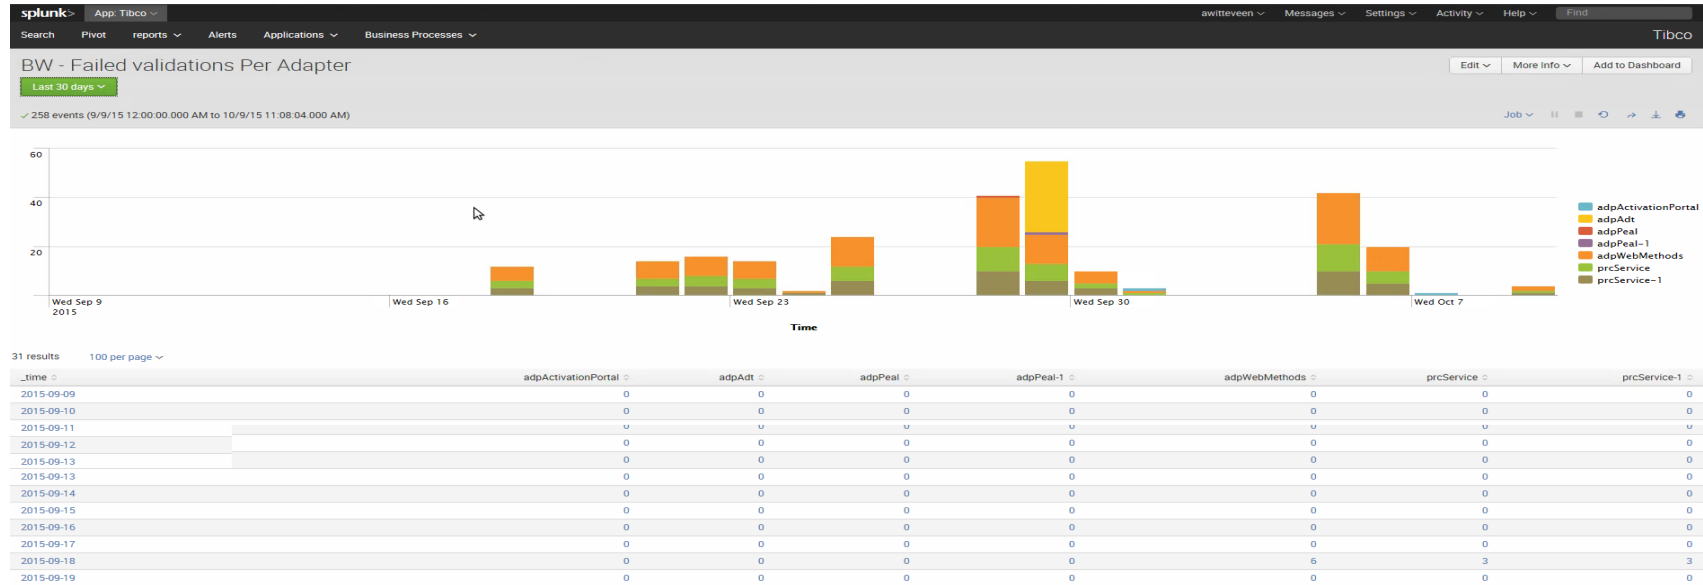 splunk> App: Tibco awitteveen Messages Settings Activity Help Find
Search Pivot reports Alerts Applications Business Processes Tibco
BW - Failed validations Per Adapter Edit More Info Add to Dashboard
Last 30 days
258 events (9/9/15 12:00:00.000 AM to 10/9/15 11:08:04.000 AM) Job
60
40
20
adpActivationPortal
adpAdt
adpPeal
adpPeal-1
adpWebMethods
prcService
prcService-1
Wed Sep 9 Wed Sep 16 Wed Sep 23 Wed Sep 30 Wed Oct 7
2015
Time
31 results 100 per page
_time adpActivationPortal adpAdt adpPeal adpPeal-1 adpWebMethods prcService prcService-1
2015-09-09 0 0 0 0 0 0 0
2015-09-10 0 0 0 0 0 0 0
2015-09-11 0 0 0 0 0 0 0
2015-09-12 0 0 0 0 0 0 0
2015-09-13 0 0 0 0 0 0 0
2015-09-13 0 0 0 0 0 0 0
2015-09-14 0 0 0 0 0 0 0
2015-09-15 0 0 0 0 0 0 0
2015-09-16 0 0 0 0 0 0 0
2015-09-17 0 0 0 0 0 0 0
2015-09-18 0 0 0 0 6 3 3
2015-09-19 0 0 0 0 0 0 0